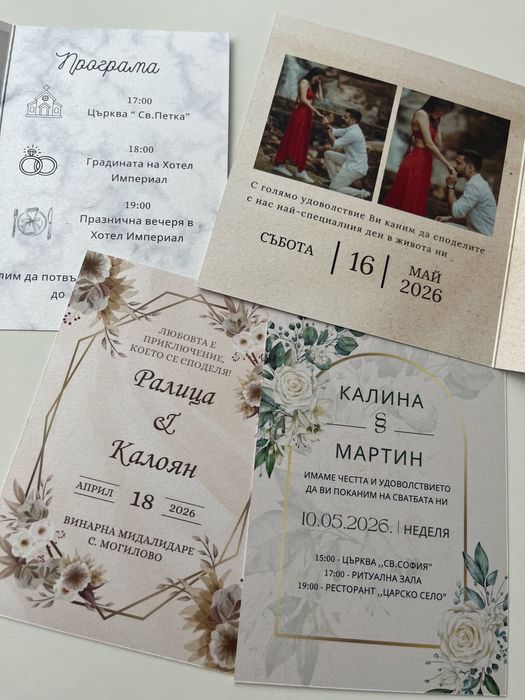 Програма
17:00
Църква " Св.Петка"
18:00
Градината на Хотел
Империал
19:00
Празнична вечеря в
Хотел Империал
до
С голямо удоволствие Ви каним да споделите
с нас най-специалния ден в живота ни
СЪБОТА | 16 | МАЙ
2026
ЛЮБОВТА Е
ПРИКЛЮЧЕНИЕ,
КОЕТО СЕ СПОДЕЛЯ!
Ралица
&
Калоян
АПРИЛ 18 2026
ВИНАРНА МИДАЛИДАРЕ
С. МОГИЛОВО
КАЛИНА
§
МАРТИН
ИМАМЕ ЧЕСТТА И УДОВОЛСТВИЕТО
ДА ВИ ПОКАНИМ НА СВАТБАТА НИ
10.05.2026. | НЕДЕЛЯ
15:00 - ЦЪРКВА ,,СВ.СОФИЯ"
17:00 - РИТУАЛНА ЗАЛА
19:00 - РЕСТОРАНТ ,,ЦАРСКО СЕЛО"